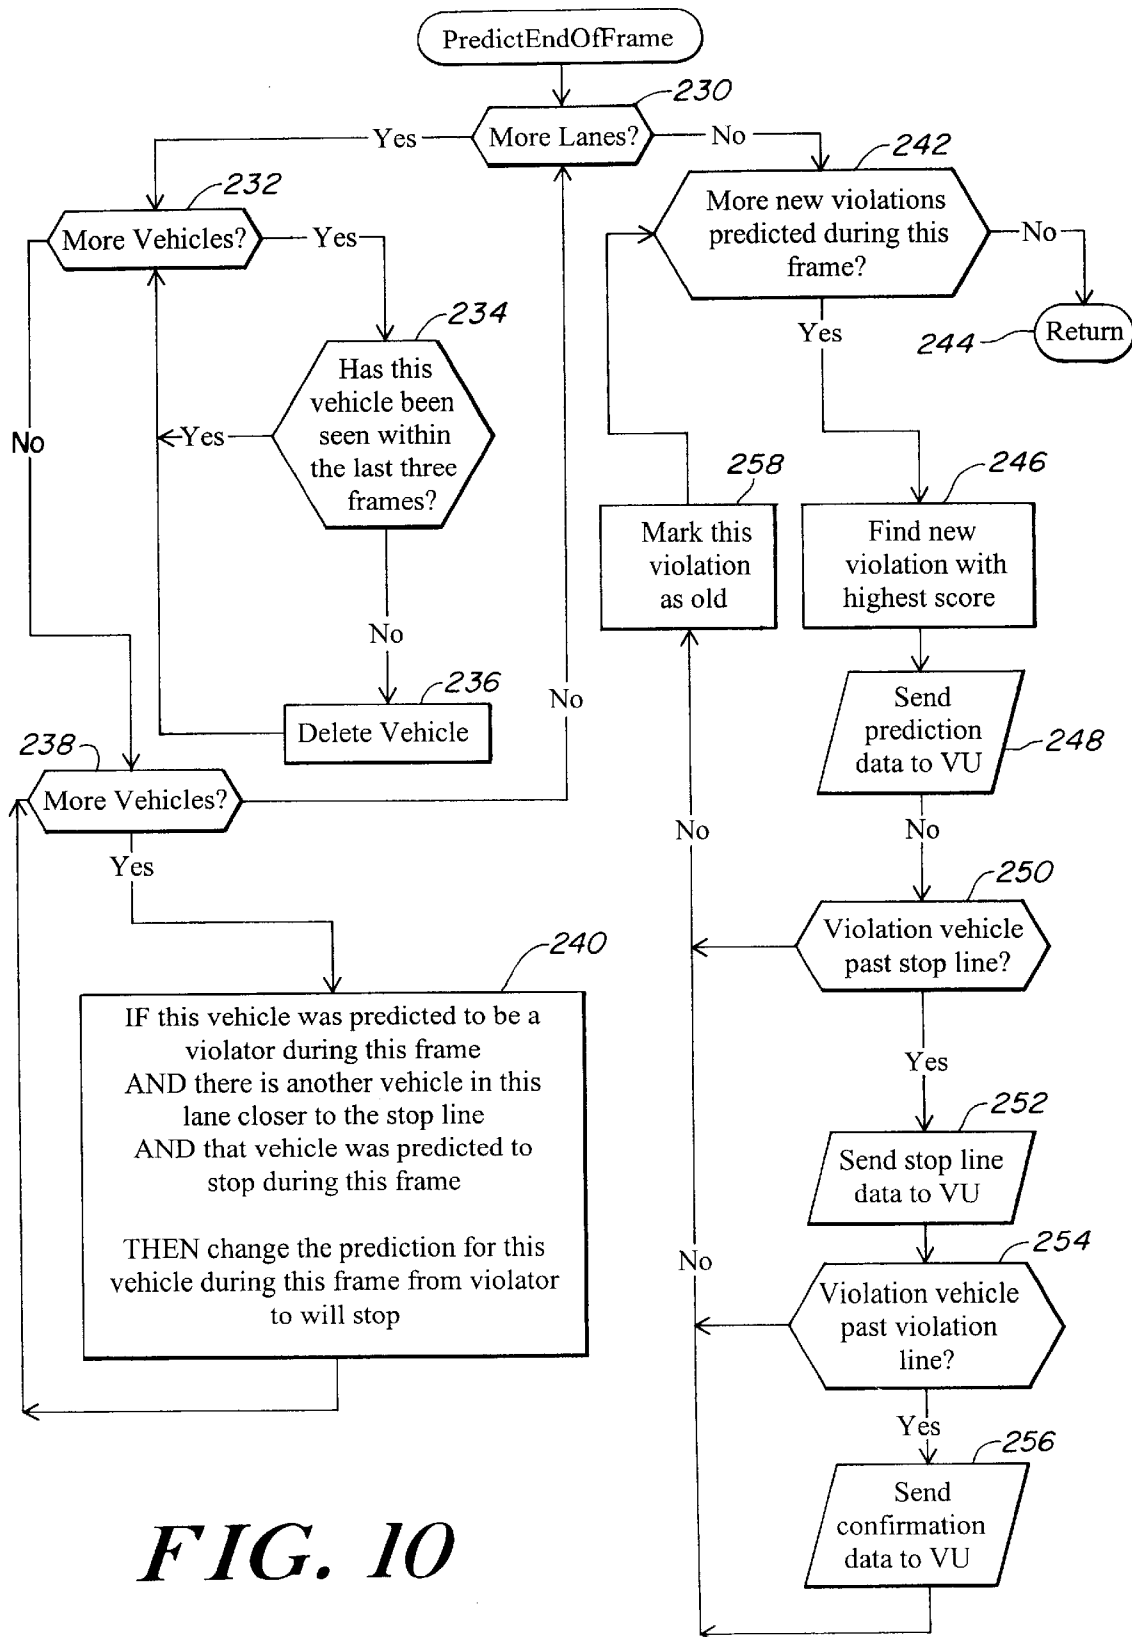 PredictEndOfFrame
230
More Lanes?
Yes
No
232
More Vehicles?
Yes
No
234
Has this
vehicle been
seen within
the last three
frames?
Yes
No
236
Delete Vehicle
238
More Vehicles?
No
Yes
240
IF this vehicle was predicted to be a
violator during this frame
AND there is another vehicle in this
lane closer to the stop line
AND that vehicle was predicted to
stop during this frame
THEN change the prediction for this
vehicle during this frame from violator
to will stop
242
More new violations
predicted during this
frame?
No
244
Return
Yes
246
Find new
violation with
highest score
248
Send
prediction
data to VU
No
250
Violation vehicle
past stop line?
No
Yes
252
Send stop line
data to VU
254
Violation vehicle
past violation
line?
No
Yes
256
Send
confirmation
data to VU
258
Mark this
violation
as old
FIG. 10